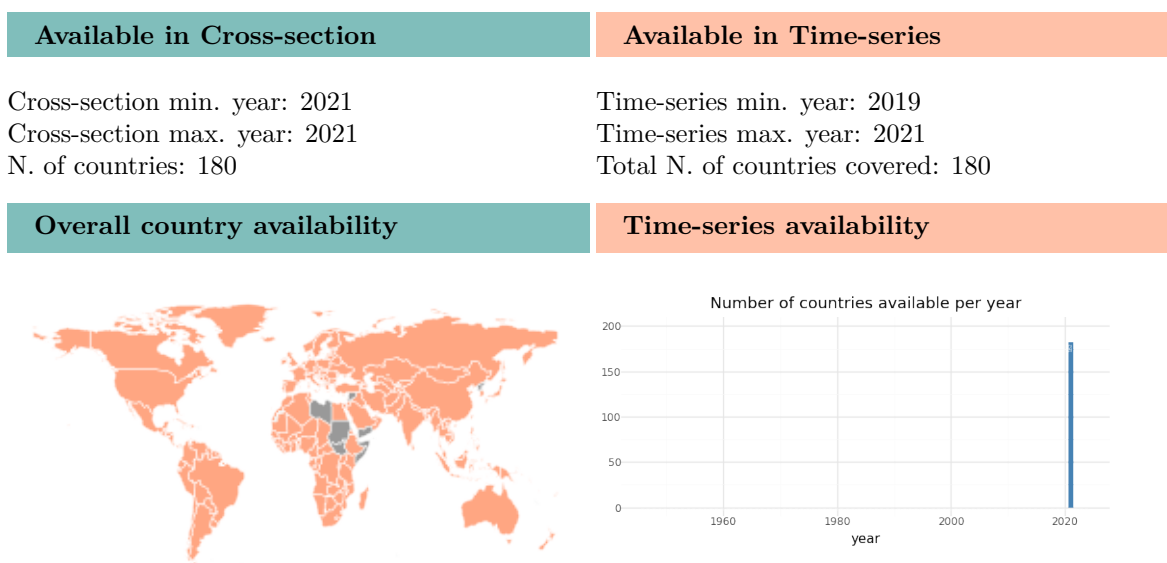 Available in Cross-section
Available in Time-series
Cross-section min. year: 2021
Cross-section max. year: 2021
N. of countries: 180
Time-series min. year: 2019
Time-series max. year: 2021
Total N. of countries covered: 180
Overall country availability
Time-series availability
Number of countries available per year
200
150
100
50
0
1960
1980
2000
2020
year